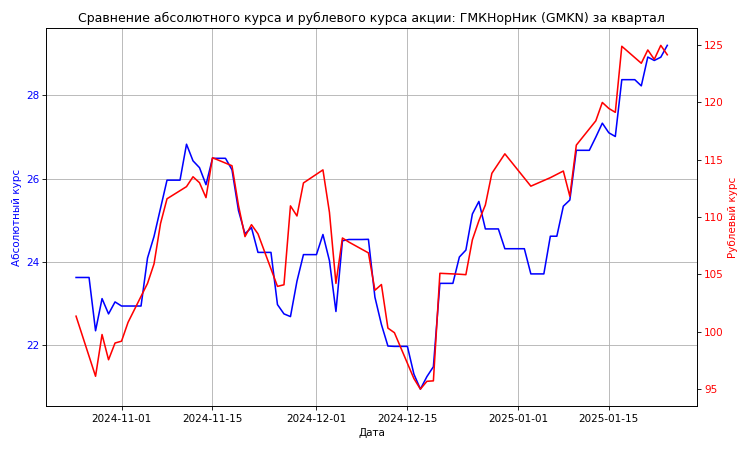 Сравнение абсолютного курса и рублевого курса акции: ГМКНорНик (GMKN) за квартал
Абсолютный курс
28
26
24
22
125
120
115
110
105
100
95
Рублевый курс
2024-11-01 2024-11-15 2024-12-01 2024-12-15 2025-01-01 2025-01-15
Дата